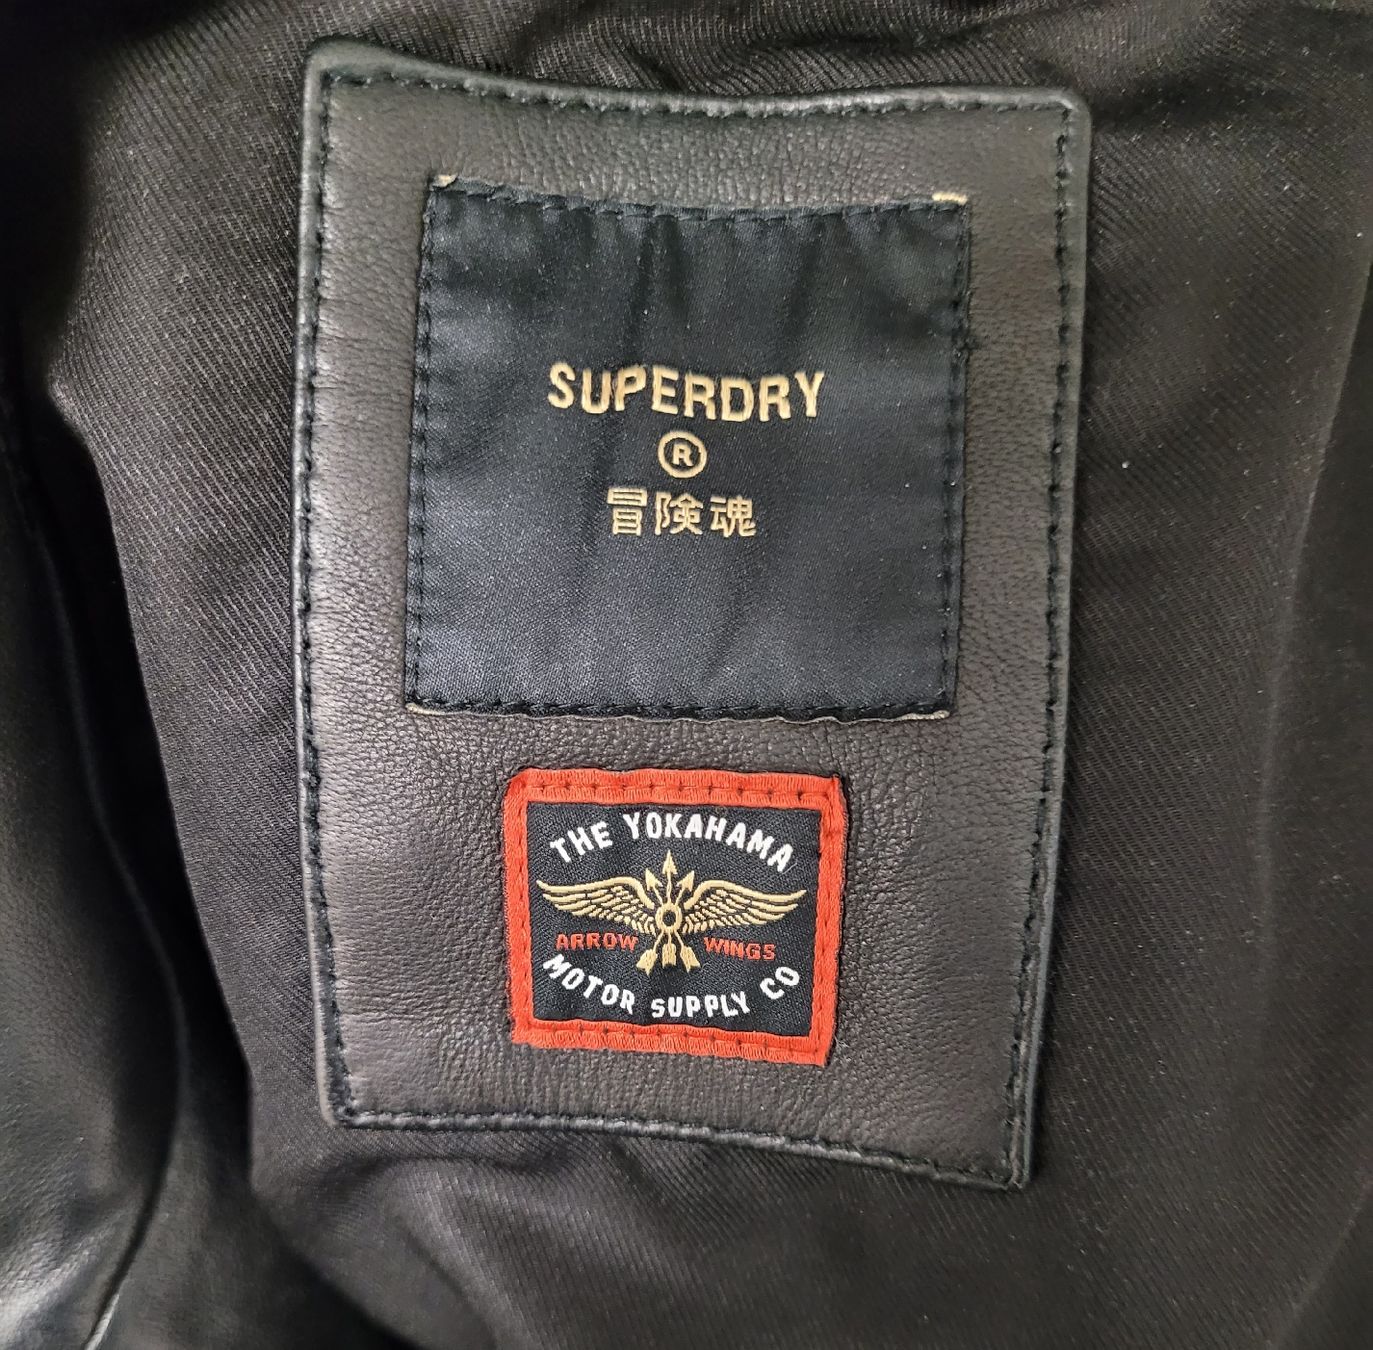 SUPERDRY
®
冒険魂
THE YOKAHAMA
ARROW WINGS
MOTOR SUPPLY CO